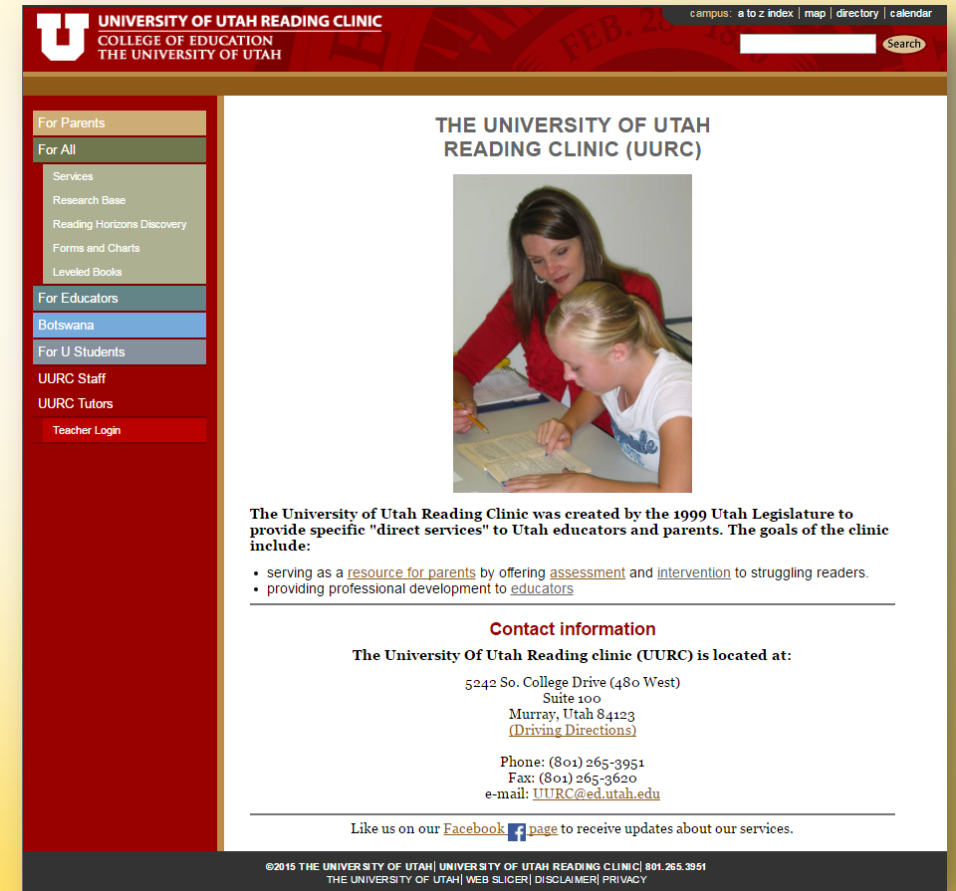 UNIVERSITY OF UTAH READING CLINIC
COLLEGE OF EDUCATION
THE UNIVERSITY OF UTAH
campus: a to z index | map | directory | calendar
Search
For Parents
For All
Services
Research Base
Reading Horizons Discovery
Forms and Charts
Leveled Books
For Educators
Botswana
For U Students
UURC Staff
UURC Tutors
Teacher Login
THE UNIVERSITY OF UTAH
READING CLINIC (UURC)
The University of Utah Reading Clinic was created by the 1999 Utah Legislature to
provide specific "direct services" to Utah educators and parents. The goals of the clinic
include:
• serving as a resource for parents by offering assessment and intervention to struggling readers.
• providing professional development to educators
Contact information
The University Of Utah Reading clinic (UURC) is located at:
5242 So. College Drive (480 West)
Suite 100
Murray, Utah 84123
(Driving Directions)
Phone: (801) 265-3951
Fax: (801) 265-3620
e-mail: UURC@ed.utah.edu
Like us on our Facebook page to receive updates about our services.
©2015 THE UNIVERSITY OF UTAH| UNIVERSITY OF UTAH READING CLINIC| 801.265.3951
THE UNIVERSITY OF UTAH| WEB SLICER| DISCLAIMER| PRIVACY